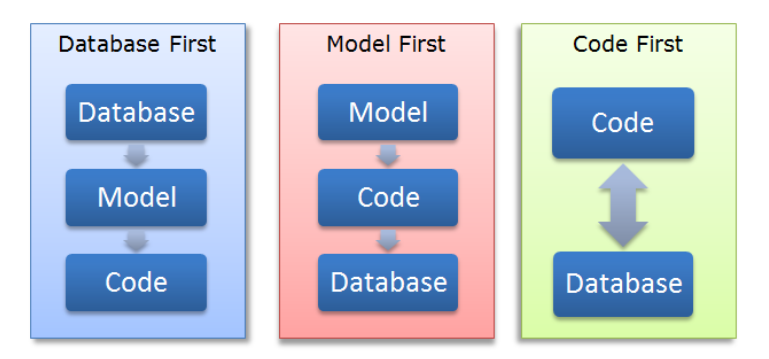 Database First
Database
Model
Code
Model First
Model
Code
Database
Code First
Code
Database